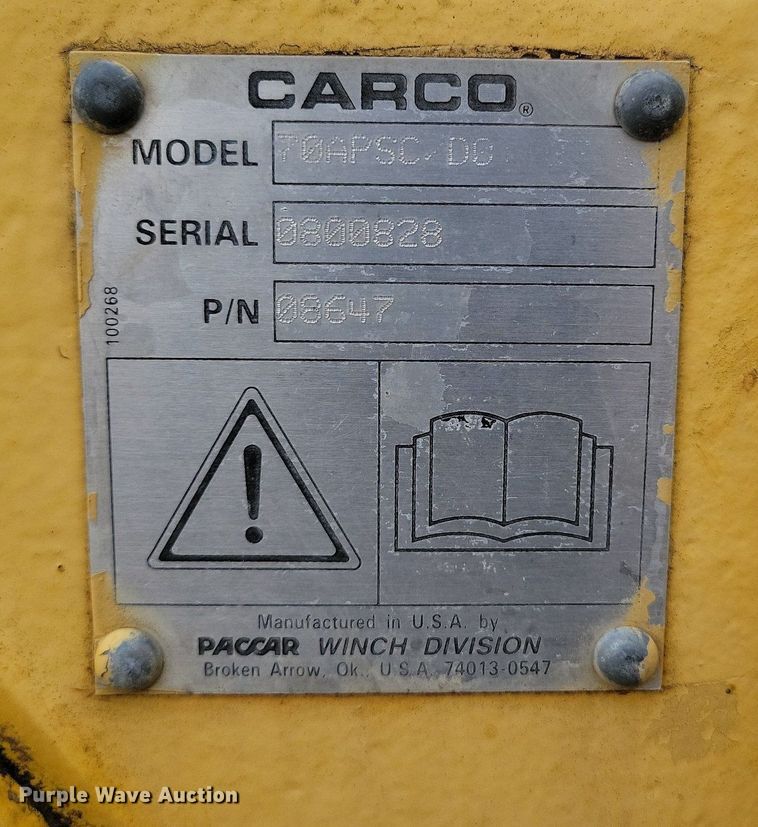 CARCO®
MODEL 70APSC/D6
SERIAL 0800828
P/N 08647
100268
Manufactured in U.S.A. by
PACCAR WINCH DIVISION
Broken Arrow, Ok., U.S.A. 74013-0547
Purple Wave Auction